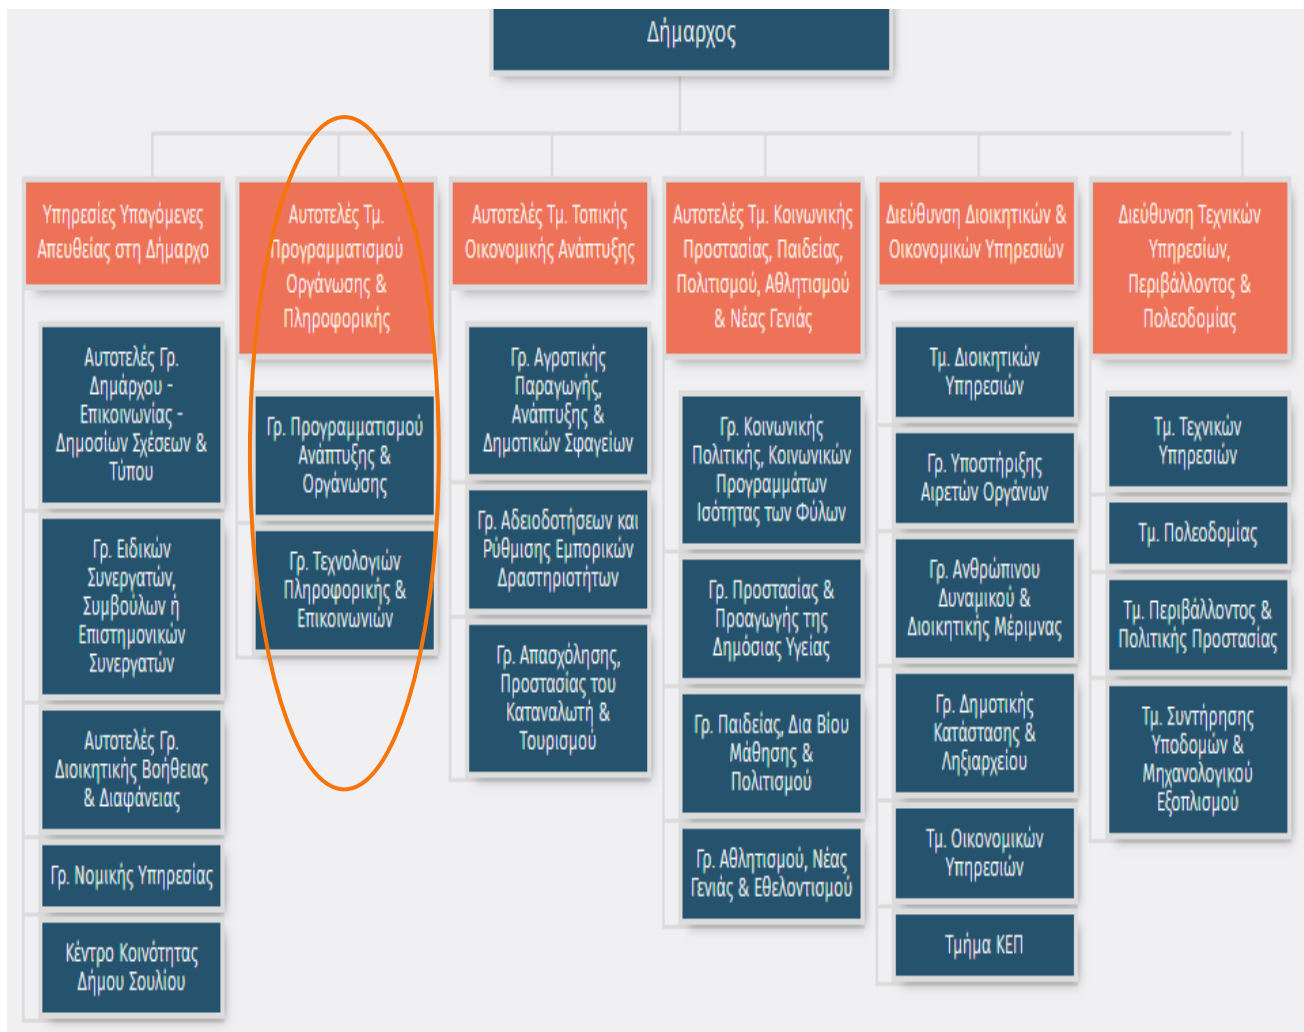 Δήμαρχος
Υπηρεσίες Υπαγόμενες
Απευθείας στη Δήμαρχο
Αυτοτελές Γρ.
Δημάρχου -
Επικοινωνίας -
Δημοσίων Σχέσεων &
Τύπου
Γρ. Ειδικών
Συνεργατών,
Συμβούλων ή
Επιστημονικών
Συνεργατών
Αυτοτελές Γρ.
Διοικητικής Βοήθειας
& Διαφάνειας
Γρ. Νομικής Υπηρεσίας
Κέντρο Κοινότητας
Δήμου Σουλίου
Αυτοτελές Τμ.
Προγραμματισμού
Οργάνωσης &
Πληροφορικής
Γρ. Προγραμματισμού
Ανάπτυξης &
Οργάνωσης
Γρ. Τεχνολογιών
Πληροφορικής &
Επικοινωνιών
Αυτοτελές Τμ. Τοπικής
Οικονομικής Ανάπτυξης
Γρ. Αγροτικής
Παραγωγής,
Ανάπτυξης &
Δημοτικών Σφαγείων
Γρ. Αδειοδοτήσεων και
Ρύθμισης Εμπορικών
Δραστηριοτήτων
Γρ. Απασχόλησης,
Προστασίας του
Καταναλωτή &
Τουρισμού
Αυτοτελές Τμ. Κοινωνικής
Προστασίας, Παιδείας,
Πολιτισμού, Αθλητισμού
& Νέας Γενιάς
Γρ. Κοινωνικής
Πολιτικής, Κοινωνικών
Προγραμμάτων
Ισότητας των Φύλων
Γρ. Προστασίας &
Προαγωγής της
Δημόσιας Υγείας
Γρ. Παιδείας, Δια Βίου
Μάθησης &
Πολιτισμού
Γρ. Αθλητισμού, Νέας
Γενιάς & Εθελοντισμού
Διεύθυνση Διοικητικών &
Οικονομικών Υπηρεσιών
Τμ. Διοικητικών
Υπηρεσιών
Γρ. Υποστήριξης
Αιρετών Οργάνων
Γρ. Ανθρώπινου
Δυναμικού &
Διοικητικής Μέριμνας
Γρ. Δημοτικής
Κατάστασης &
Ληξιαρχείου
Τμ. Οικονομικών
Υπηρεσιών
Τμήμα ΚΕΠ
Διεύθυνση Τεχνικών
Υπηρεσίων,
Περιβάλλοντος &
Πολεοδομίας
Τμ. Τεχνικών
Υπηρεσιών
Τμ. Πολεοδομίας
Τμ. Περιβάλλοντος &
Πολιτικής Προστασίας
Τμ. Συντήρησης
Υποδομών &
Μηχανολογικού
Εξοπλισμού